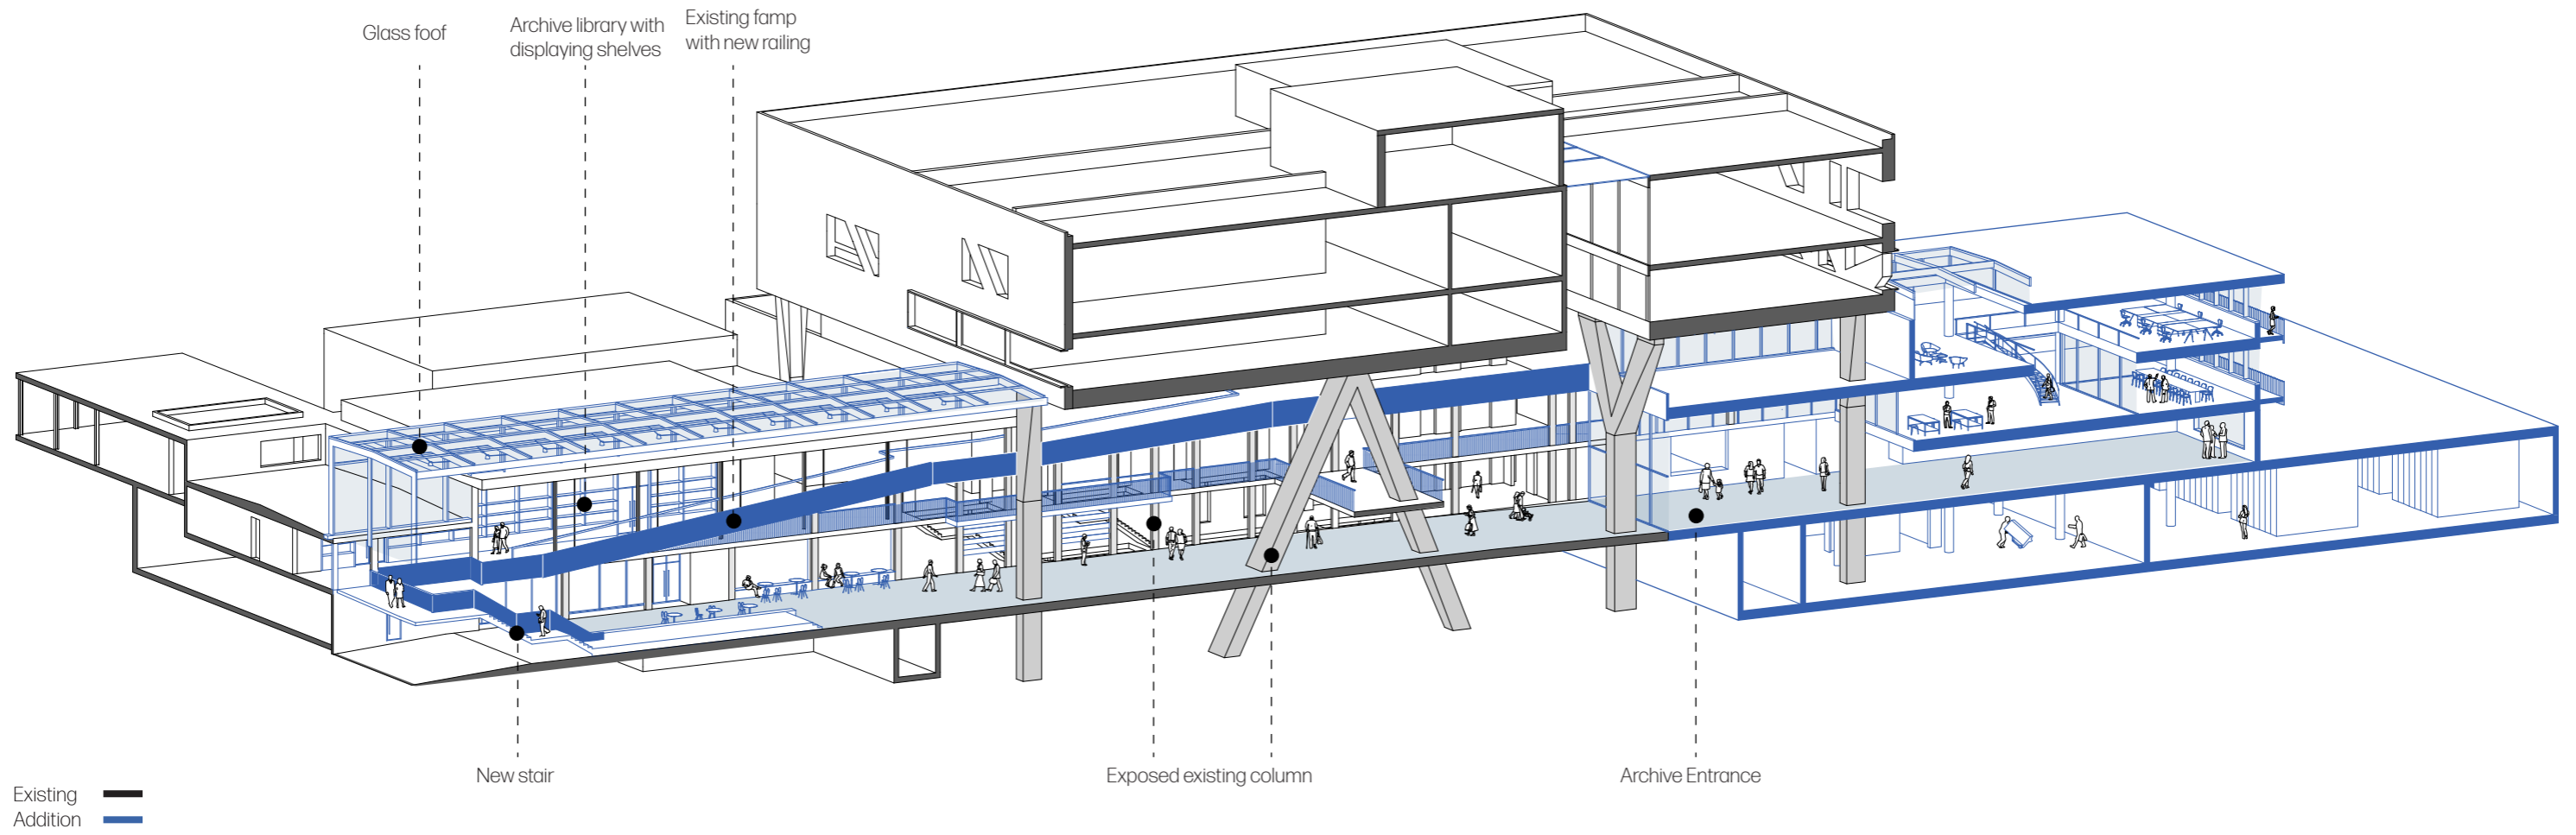 Glass foof
Archive library with
displaying shelves
Existing famp
with new railing
New stair
Exposed existing column
Archive Entrance
Existing
Addition